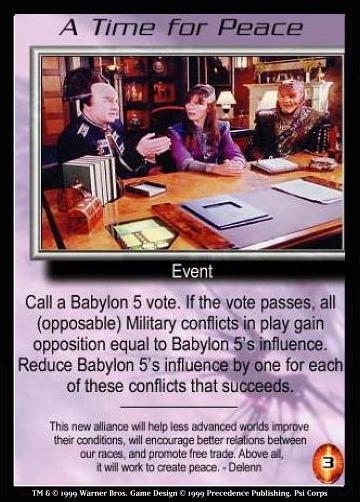 A Time for Peace
Event
Call a Babylon 5 vote. If the vote passes, all
(opposable) Military conflicts in play gain
opposition equal to Babylon 5's influence.
Reduce Babylon 5's influence by one for each
of these conflicts that succeeds.
This new alliance will help less advanced worlds improve
their conditions, will encourage better relations between
our races, and promote free trade. Above all,
it will work to create peace. - Delenn
3
TM & © 1999 Warner Bros. Game Design © 1999 Precedence Publishing. Psi Corps